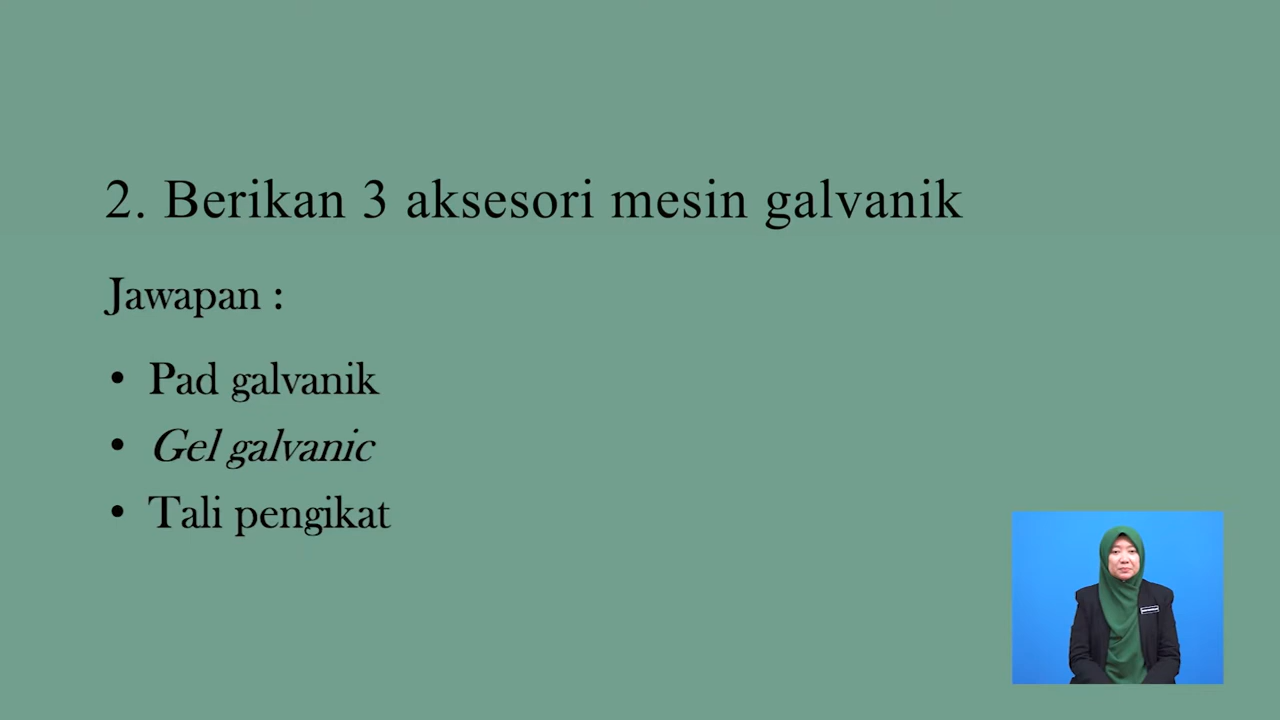 2. Berikan 3 aksesori mesin galvanik
Jawapan :
• Pad galvanik
• Gel galvanic
• Tali pengikat